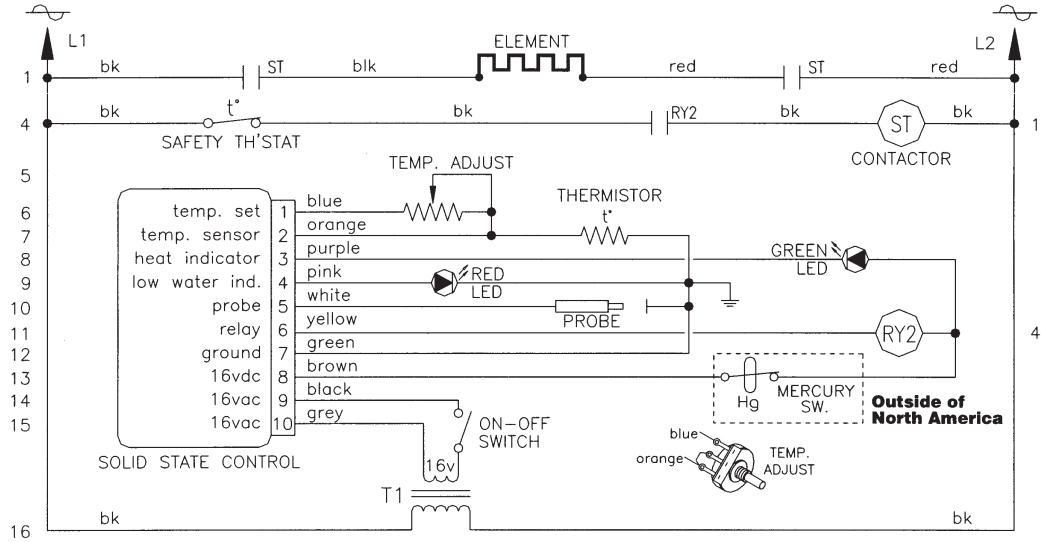 L1
L2
ELEMENT
1 bk ST blk red ST red
4 bk t° bk RY2 bk ST bk 1
SAFETY TH'STAT
CONTACTOR
5
TEMP. ADJUST
THERMISTOR
t°
6 temp. set 1 blue
7 temp. sensor 2 orange
8 heat indicator 3 purple
GREEN
LED
9 low water ind. 4 pink
RED
LED
10 probe 5 white
PROBE
11 relay 6 yellow RY2 4
12 ground 7 green
13 16vdc 8 brown
Hg
MERCURY
SW.
Outside of
North America
14 16vac 9 black
15 16vac 10 grey
ON-OFF
SWITCH
blue
orange
TEMP.
ADJUST
SOLID STATE CONTROL
16v
T1
16 bk bk